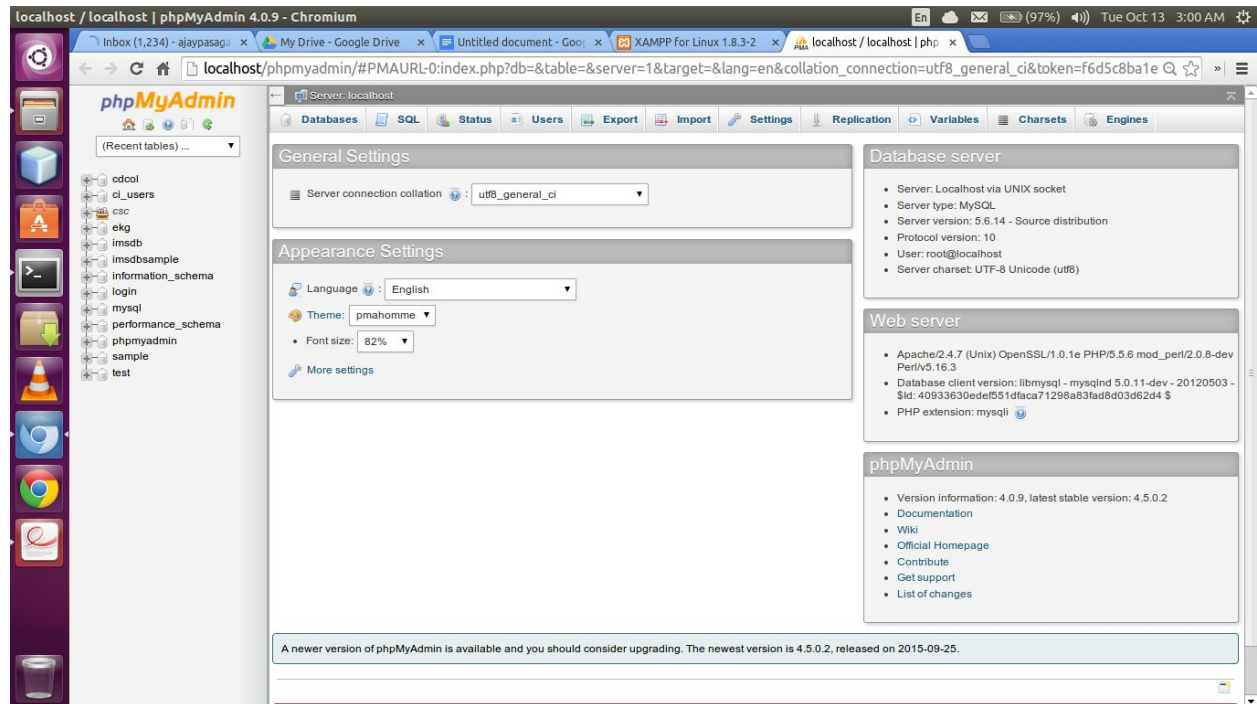 localhost / localhost | phpMyAdmin 4.0.9 - Chromium
En (97%) Tue Oct 13 3:00 AM
Inbox (1,234) - ajaypasaga
My Drive - Google Drive
Untitled document - Goo
XAMPP for Linux 1.8.3-2
localhost / localhost | php
localhost/phpmyadmin/#PMAURL-0:index.php?db=&table=&server=1&target=&lang=en&collation_connection=utf8_general_ci&token=f6d5c8ba1e
phpMyAdmin
(Recent tables) ...
cdcol
ci_users
csc
ekg
imsdb
imsdbsample
information_schema
login
mysql
performance_schema
phpmyadmin
sample
test
Server: localhost
Databases SQL Status Users Export Import Settings Replication Variables Charsets Engines
General Settings
Server connection collation : utf8_general_ci
Appearance Settings
Language : English
Theme: pmahomme
Font size: 82%
More settings
Database server
Server: Localhost via UNIX socket
Server type: MySQL
Server version: 5.6.14 - Source distribution
Protocol version: 10
User: root@localhost
Server charset: UTF-8 Unicode (utf8)
Web server
Apache/2.4.7 (Unix) OpenSSL/1.0.1e PHP/5.5.6 mod_perl/2.0.8-dev
Perl/v5.16.3
Database client version: libmysql - mysqlnd 5.0.11-dev - 20120503 -
$Id: 40933630edef551dfaca71298a83fad8d03d62d4 $
PHP extension: mysqli
phpMyAdmin
Version information: 4.0.9, latest stable version: 4.5.0.2
Documentation
Wiki
Official Homepage
Contribute
Get support
List of changes
A newer version of phpMyAdmin is available and you should consider upgrading. The newest version is 4.5.0.2, released on 2015-09-25.